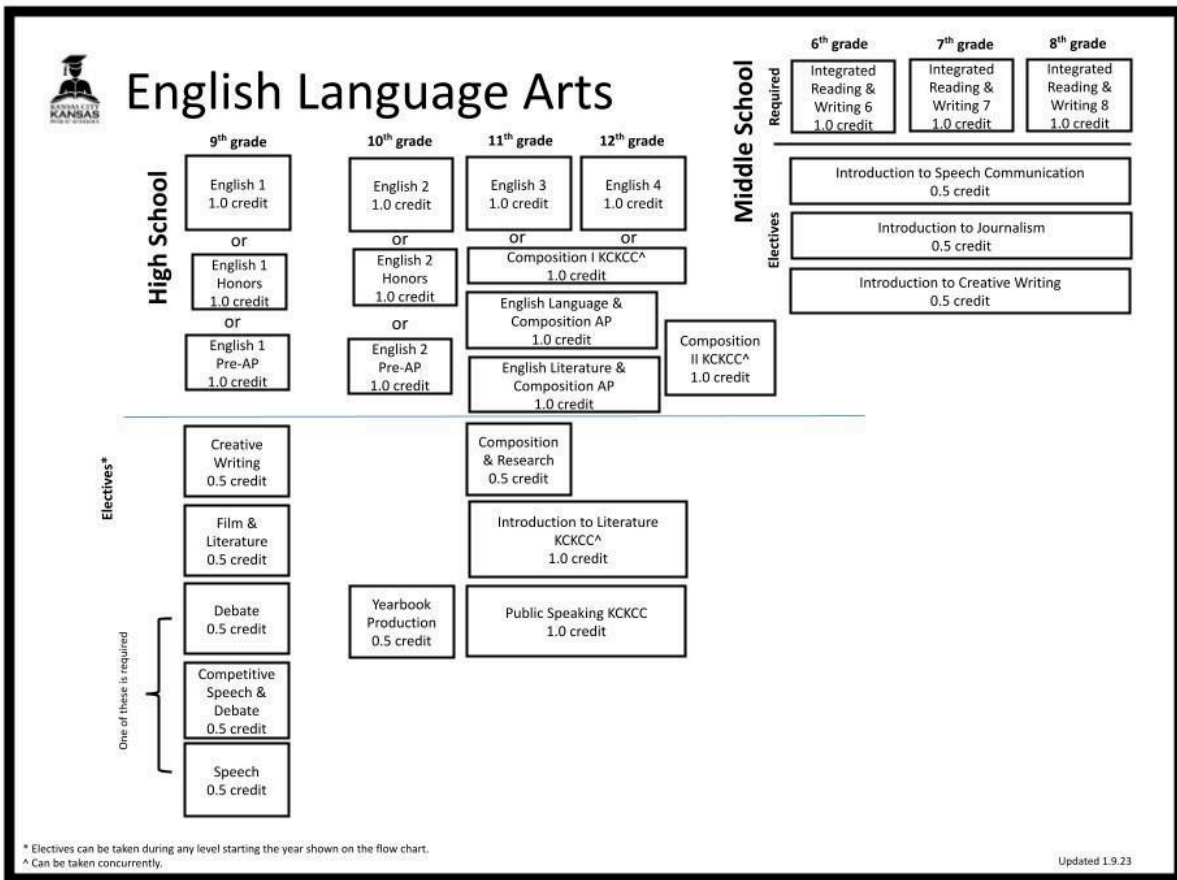 KANSAS CITY
KANSAS
PUBLIC SCHOOLS
English Language Arts
High School
9th grade
10th grade
11th grade
12th grade
English 1
1.0 credit
or
English 1
Honors
1.0 credit
or
English 1
Pre-AP
1.0 credit
English 2
1.0 credit
or
English 2
Honors
1.0 credit
or
English 2
Pre-AP
1.0 credit
English 3
1.0 credit
or
English 4
1.0 credit
or
Composition I KCKCC^
1.0 credit
English Language &
Composition AP
1.0 credit
English Literature &
Composition AP
1.0 credit
Composition
II KCKCC^
1.0 credit
Electives*
Creative
Writing
0.5 credit
Film &
Literature
0.5 credit
One of these is required
Debate
0.5 credit
Competitive
Speech &
Debate
0.5 credit
Speech
0.5 credit
Yearbook
Production
0.5 credit
Composition
& Research
0.5 credit
Introduction to Literature
KCKCC^
1.0 credit
Public Speaking KCKCC
1.0 credit
Middle School
6th grade
7th grade
8th grade
Required
Integrated
Reading &
Writing 6
1.0 credit
Integrated
Reading &
Writing 7
1.0 credit
Integrated
Reading &
Writing 8
1.0 credit
Electives
Introduction to Speech Communication
0.5 credit
Introduction to Journalism
0.5 credit
Introduction to Creative Writing
0.5 credit
* Electives can be taken during any level starting the year shown on the flow chart.
^ Can be taken concurrently.
Updated 1.9.23